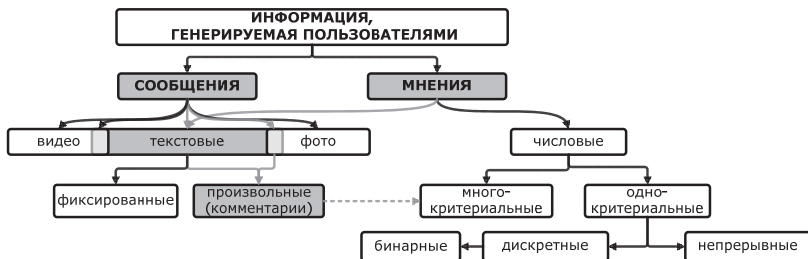 ИНФОРМАЦИЯ,
ГЕНЕРИРУЕМАЯ ПОЛЬЗОВАТЕЛЯМИ
СООБЩЕНИЯ
МНЕНИЯ
видео
текстовые
фото
числовые
фиксированные
произвольные
(комментарии)
много-
критериальные
одно-
критериальные
бинарные
дискретные
непрерывные